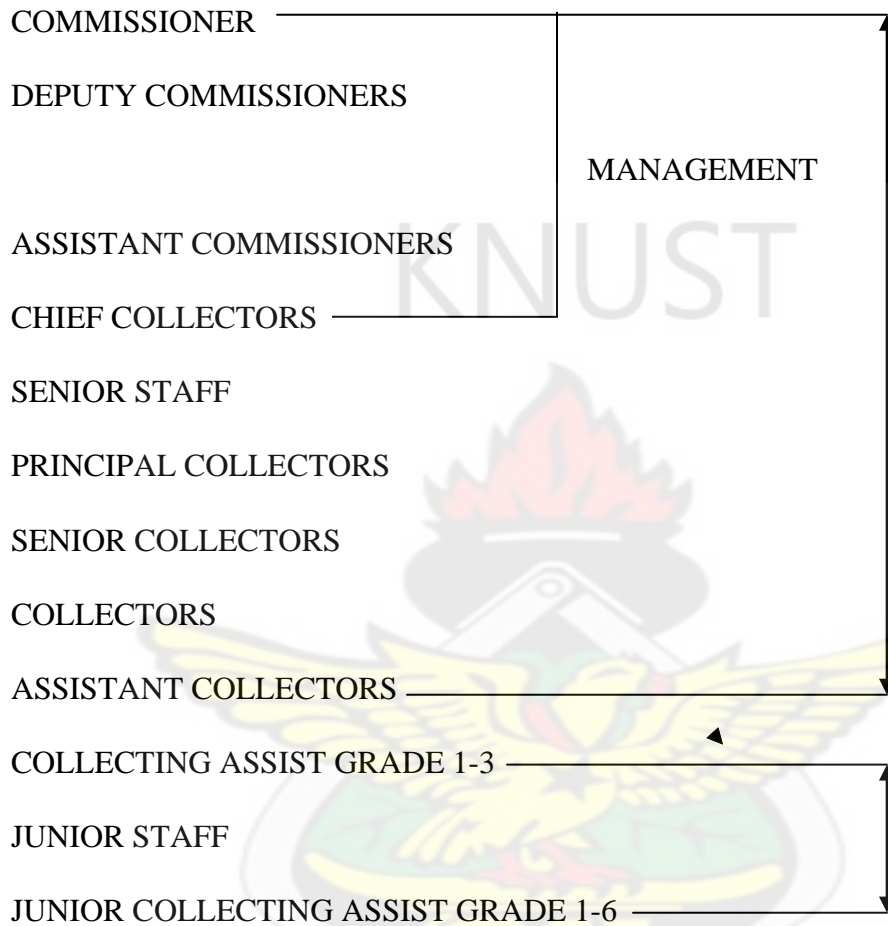 COMMISSIONER
DEPUTY COMMISSIONERS
MANAGEMENT
KNUST
ASSISTANT COMMISSIONERS
CHIEF COLLECTORS
SENIOR STAFF
PRINCIPAL COLLECTORS
SENIOR COLLECTORS
COLLECTORS
ASSISTANT COLLECTORS
COLLECTING ASSIST GRADE 1-3
JUNIOR STAFF
JUNIOR COLLECTING ASSIST GRADE 1-6